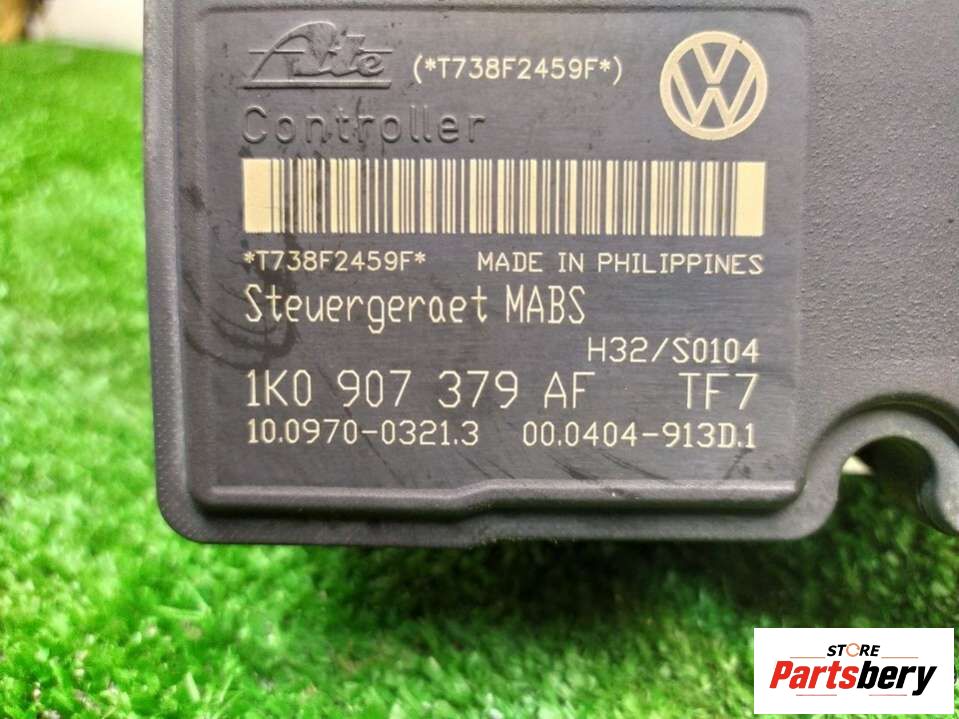 Ate (*T738F2459F*)
Controller
*T738F2459F* MADE IN PHILIPPINES
Steuergeraet MABS
H32/S0104
1K0 907 379 AF TF7
10.0970-0321.3 00.0404-913D.1
STORE
Partsbery